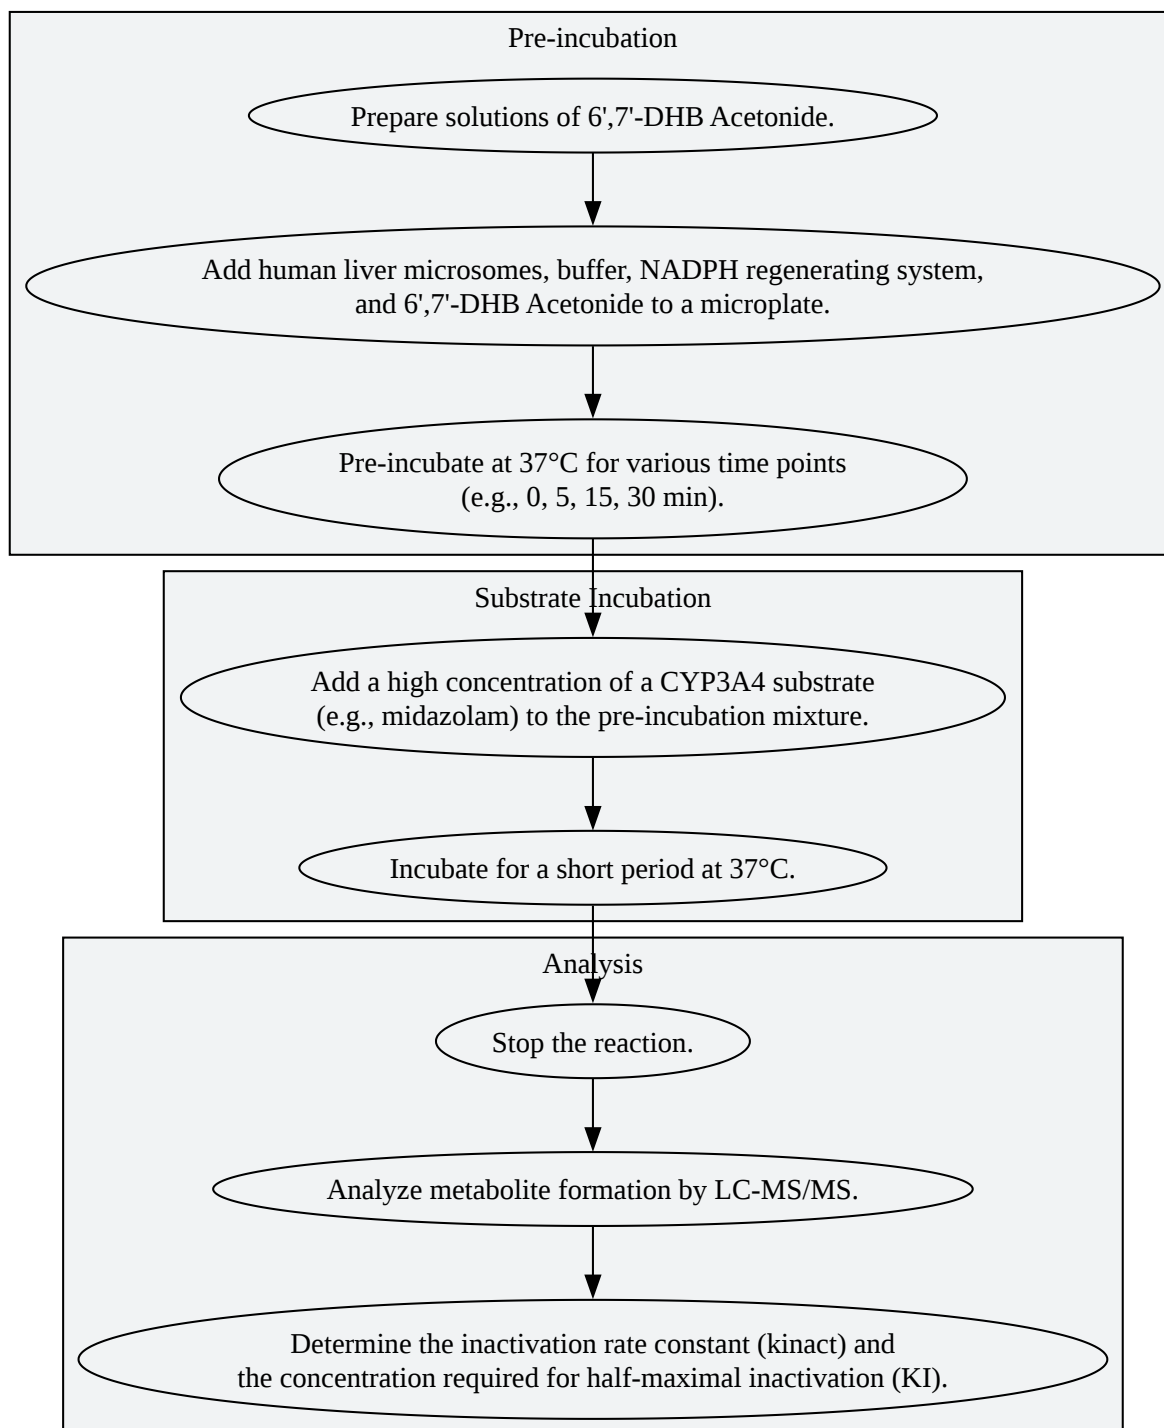 Pre-incubation
Prepare solutions of 6',7'-DHB Acetonide.
Add human liver microsomes, buffer, NADPH regenerating system,
and 6',7'-DHB Acetonide to a microplate.
Pre-incubate at 37°C for various time points
(e.g., 0, 5, 15, 30 min).
Substrate Incubation
Add a high concentration of a CYP3A4 substrate
(e.g., midazolam) to the pre-incubation mixture.
Incubate for a short period at 37°C.
Analysis
Stop the reaction.
Analyze metabolite formation by LC-MS/MS.
Determine the inactivation rate constant (kinact) and
the concentration required for half-maximal inactivation (KI).